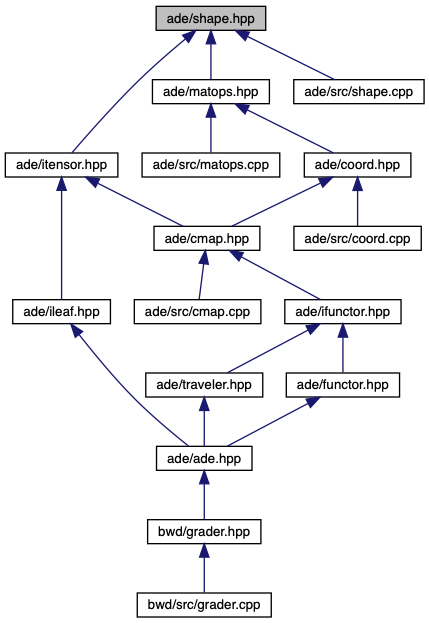 ade/shape.hpp
ade/matops.hpp
ade/src/shape.cpp
ade/itensor.hpp
ade/src/matops.cpp
ade/coord.hpp
ade/cmap.hpp
ade/src/coord.cpp
ade/ileaf.hpp
ade/src/cmap.cpp
ade/ifunctor.hpp
ade/traveler.hpp
ade/functor.hpp
ade/ade.hpp
bwd/grader.hpp
bwd/src/grader.cpp